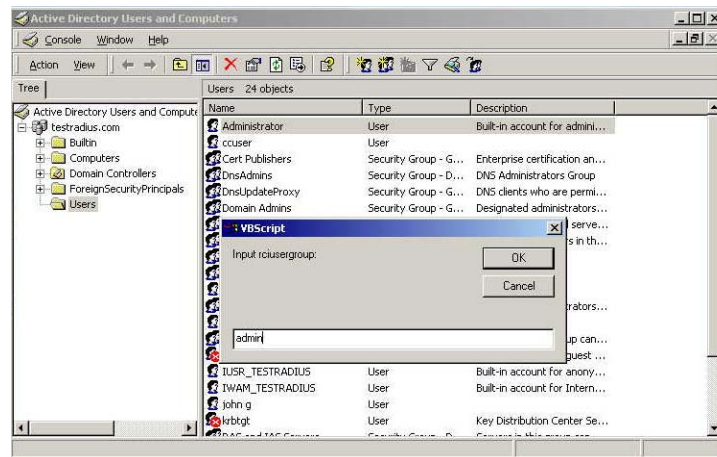 Active Directory Users and Computers
Console Window Help
Action View
Tree
Users 24 objects
Active Directory Users and Compute
testradius.com
Builtin
Computers
Domain Controllers
ForeignSecurityPrincipals
Users
Name Type Description
Administrator User Built-in account for admini...
ccuser User
Cert Publishers Security Group - G... Enterprise certification an...
DnsAdmins Security Group - D... DNS Administrators Group
DnsUpdateProxy Security Group - G... DNS clients who are permi...
Domain Admins Security Group - G... Designated administrators...
serve...
rs in th...
rators...
up can...
guest ...
VBScript
Input rciusergroup:
OK
Cancel
admin
IUSR_TESTRADIUS User Built-in account for anony...
IWAM_TESTRADIUS User Built-in account for Intern...
john g User
krbtgt User Key Distribution Center Se...